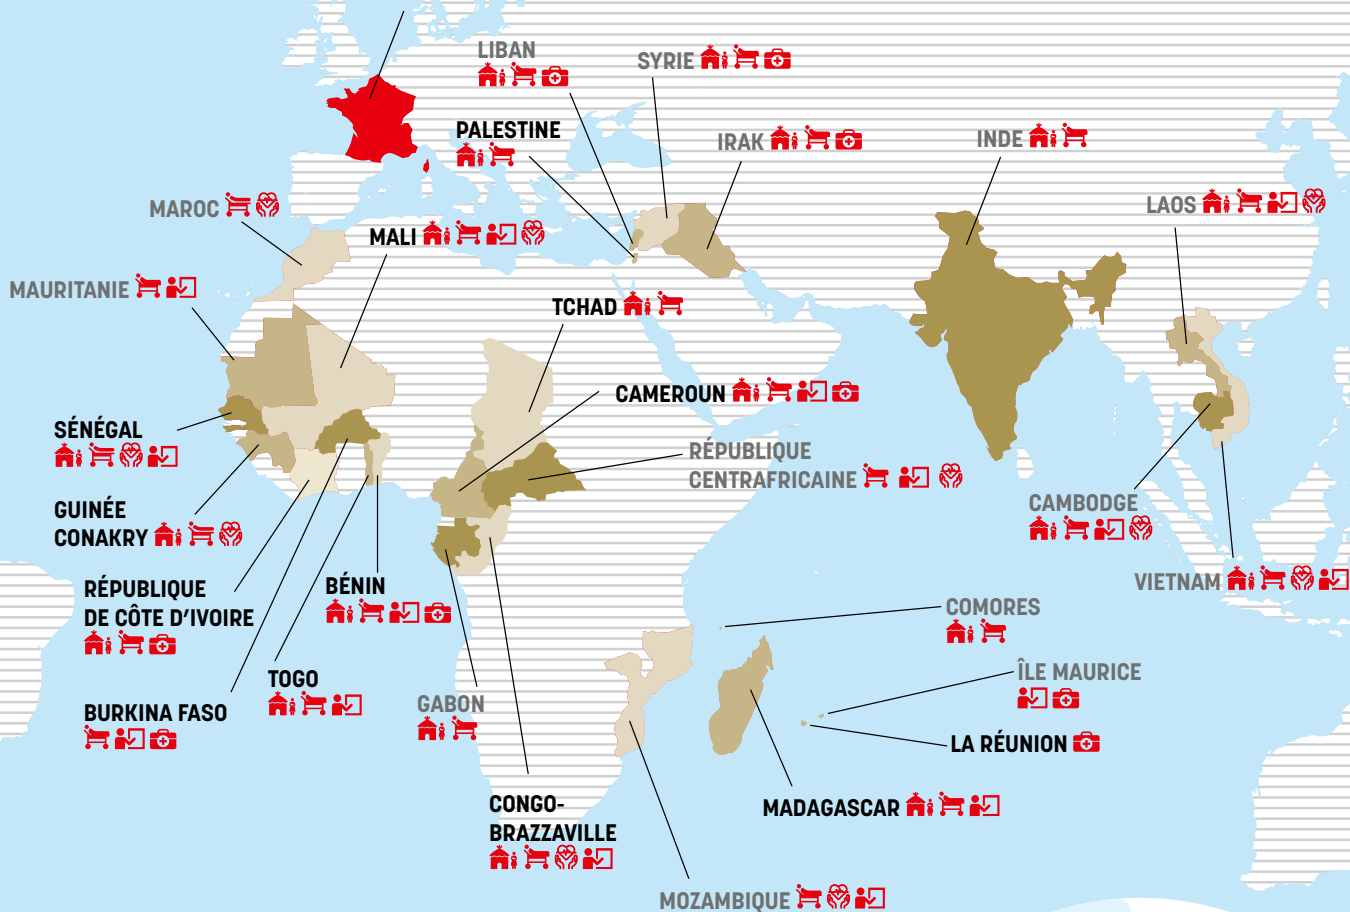 LIBAN
SYRIE
PALESTINE
IRAK
INDE
MAROC
LAOS
MALI
MAURITANIE
TCHAD
CAMEROUN
SÉNÉGAL
RÉPUBLIQUE
CENTRAFRICAINE
GUINÉE
CONAKRY
CAMBODGE
RÉPUBLIQUE
DE CÔTE D'IVOIRE
BÉNIN
VIETNAM
COMORES
TOGO
ÎLE MAURICE
BURKINA FASO
GABON
LA RÉUNION
CONGO-
BRAZZAVILLE
MADAGASCAR
MOZAMBIQUE